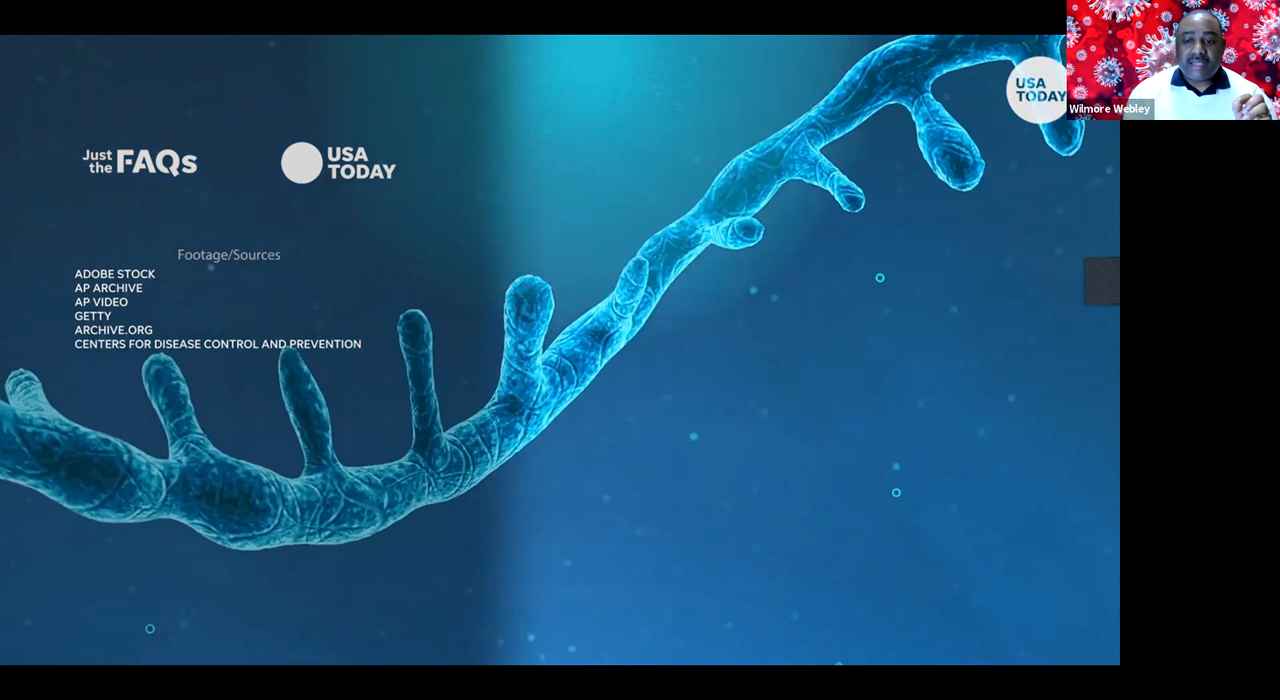 Just
the FAQs
USA
TODAY
Footage/Sources
ADOBE STOCK
AP ARCHIVE
AP VIDEO
GETTY
ARCHIVE.ORG
CENTERS FOR DISEASE CONTROL AND PREVENTION
USA
TODAY
Wilmore Webley